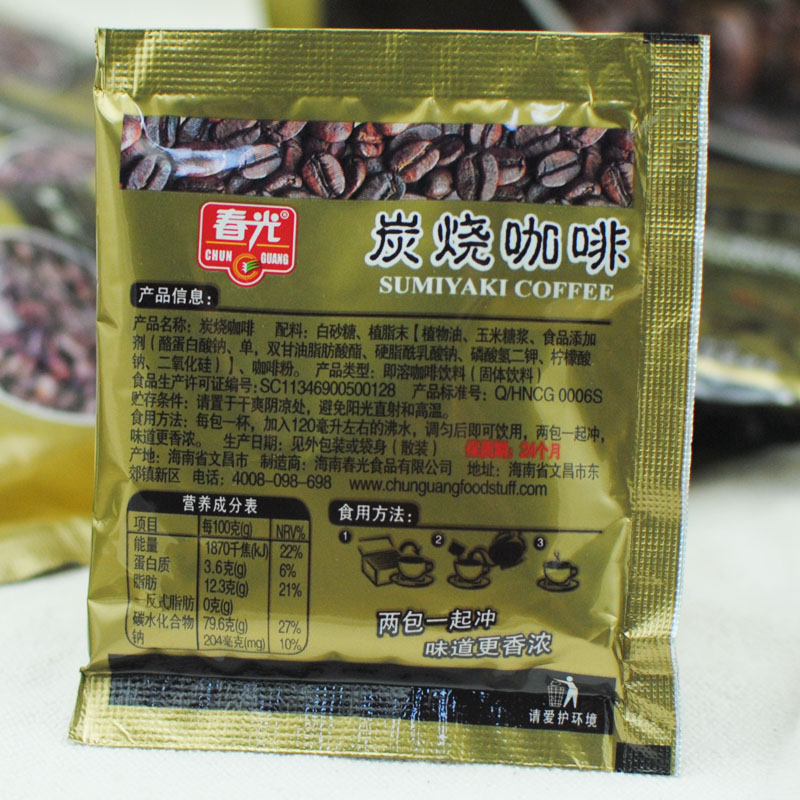 春光®
CHUN GUANG
炭烧咖啡
SUMIYAKI COFFEE
产品信息:
产品名称: 炭烧咖啡 配料: 白砂糖、植脂末【植物油、玉米糖浆、食品添加
剂(酪蛋白酸钠、单，双甘油脂肪酸酯、硬脂酰乳酸钠、磷酸氢二钾、柠檬酸
钠、二氧化硅)】、咖啡粉。 产品类型: 即溶咖啡饮料(固体饮料)
食品生产许可证编号:SC11346900500128 产品标准号: Q/HNCG 0006S
贮存条件: 请置于干爽阴凉处, 避免阳光直射和高温。
食用方法: 每包一杯, 加入120毫升左右的沸水, 调匀后即可饮用, 两包一起冲,
味道更香浓。 生产日期: 见外包装或袋身(散装) 保质期: 24个月
产地: 海南省文昌市 制造商: 海南春光食品有限公司 地址: 海南省文昌市东
郊镇新区 电话: 4008-098-698 www.chunguangfoodstuff.com
营养成分表
项目 每100克(g) NRV%
能量 1870千焦(kJ) 22%
蛋白质 3.6克(g) 6%
脂肪 12.3克(g) 21%
—反式脂肪 0克(g)
碳水化合物 79.6克(g) 27%
钠 204毫克(mg) 10%
食用方法:
1 2 3
两包一起冲
味道更香浓
请爱护环境